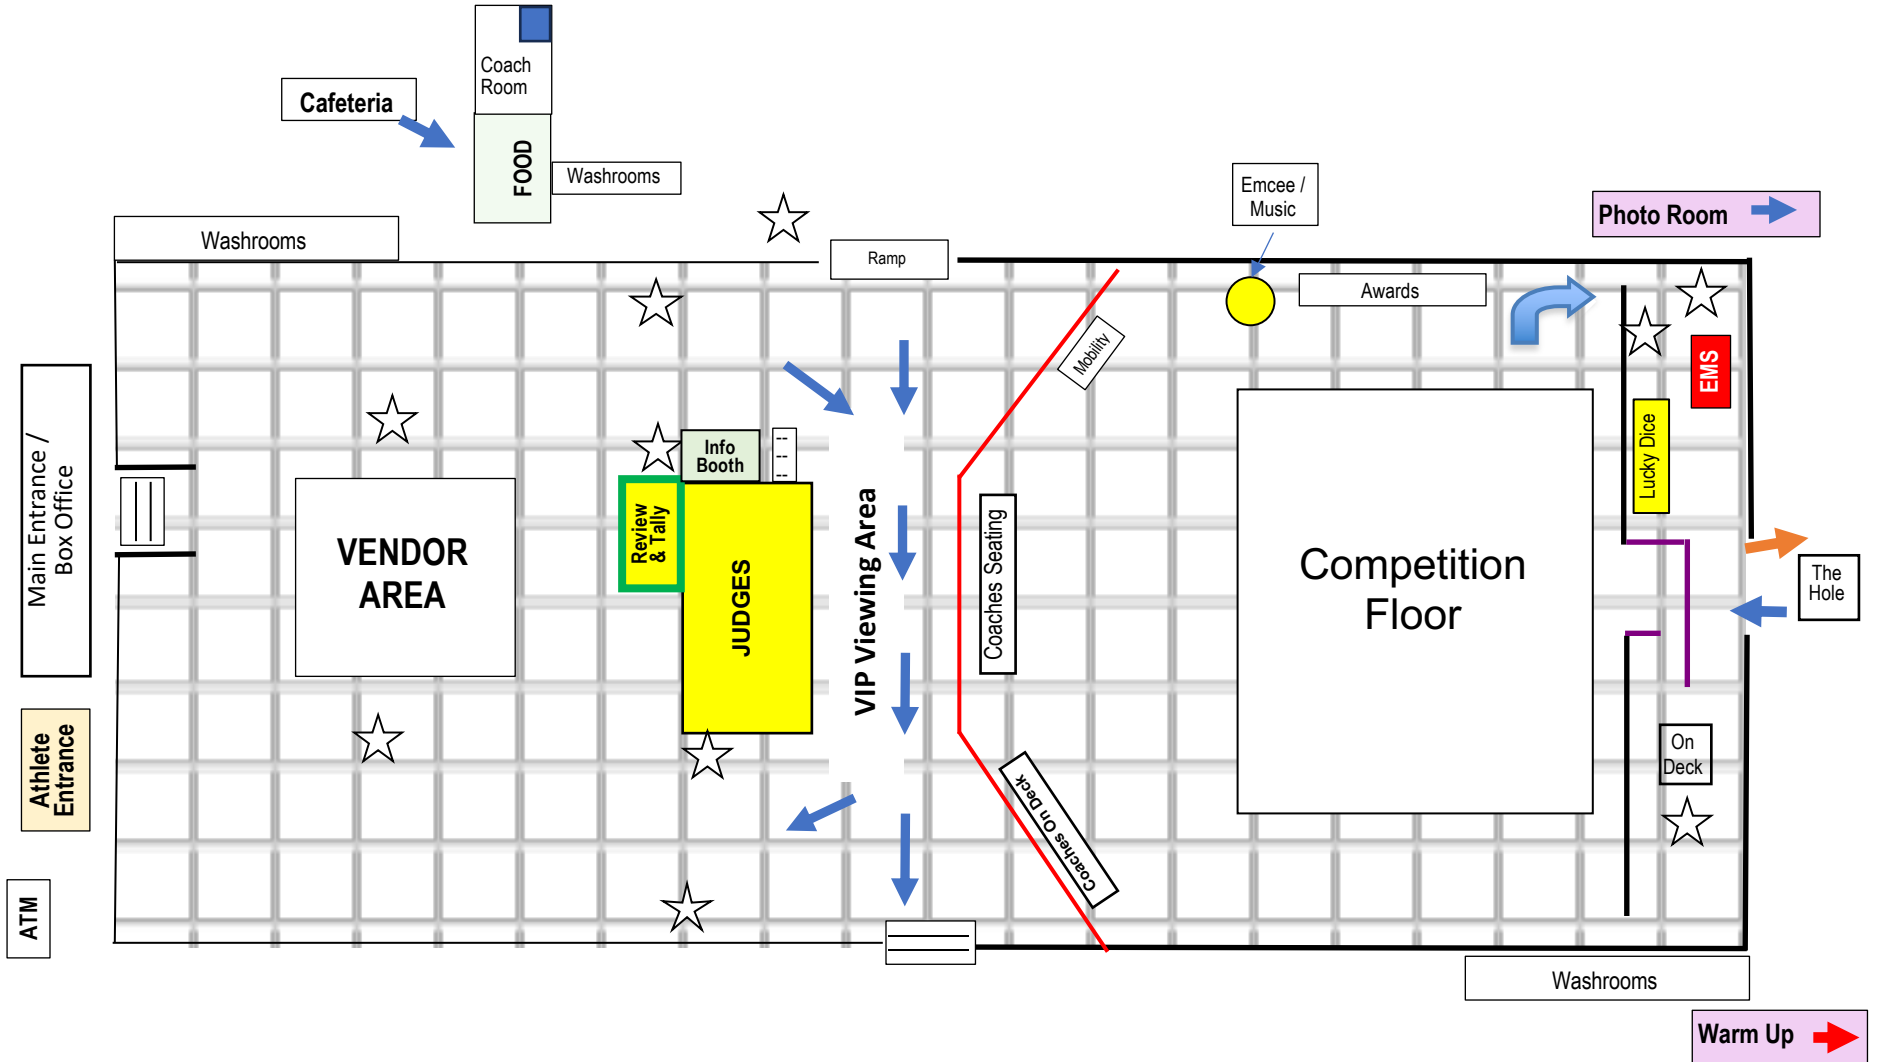 Coach
Room
Cafeteria
FOOD
Washrooms
Emcee /
Music
Photo Room
Washrooms
Ramp
Awards
Mobility
EMS
Lucky Dice
Main Entrance /
Box Office
Info
Booth
--
--
--
Review
& Tally
VENDOR
AREA
JUDGES
VIP Viewing Area
Coaches Seating
Competition
Floor
The
Hole
Athlete
Entrance
On
Deck
Coaches On Deck
ATM
Washrooms
Warm Up